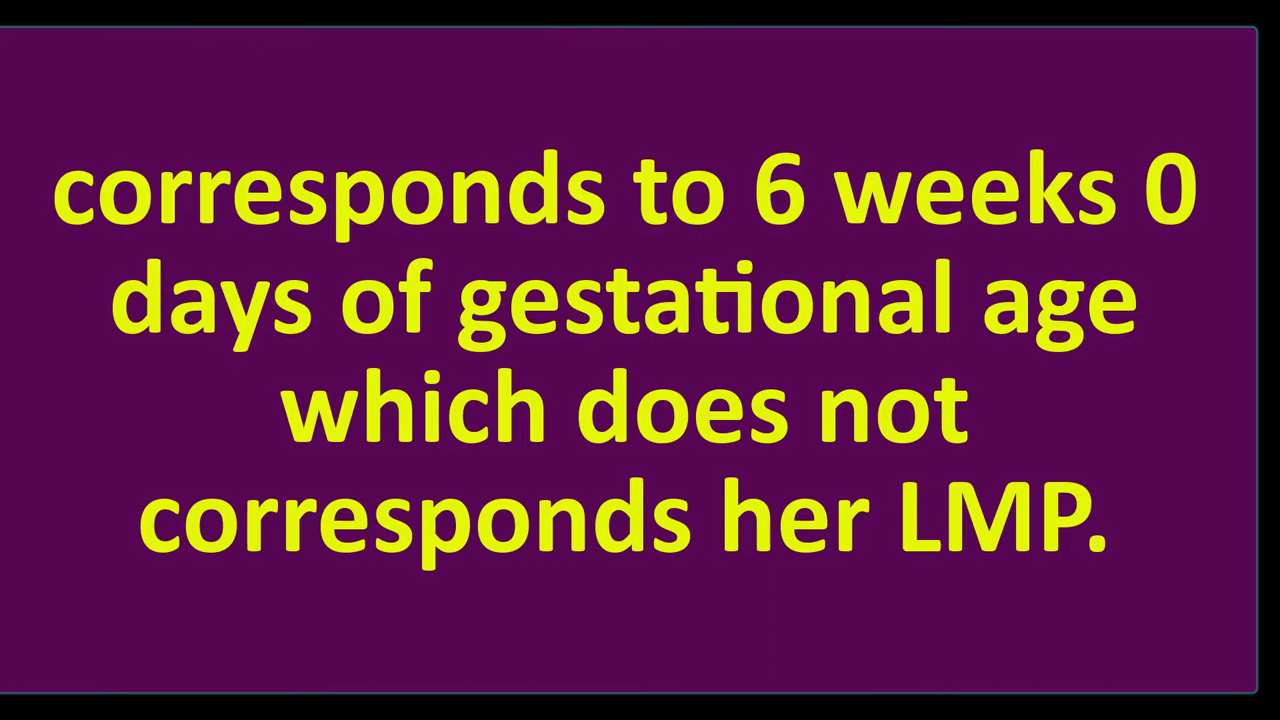 corresponds to 6 weeks 0
days of gestational age
which does not
corresponds her LMP.